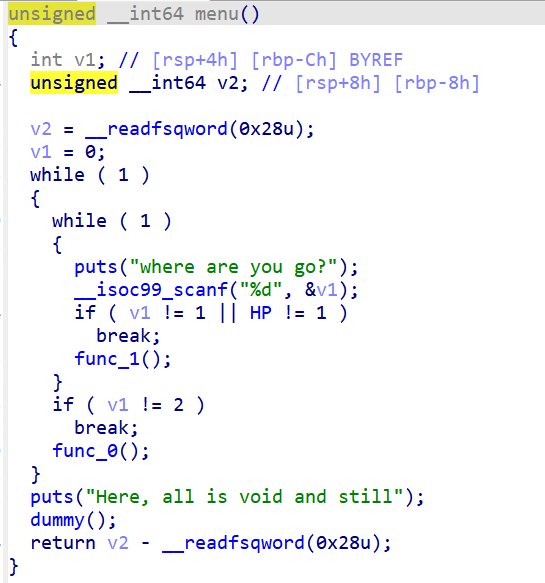 unsigned __int64 menu()
{
  int v1; // [rsp+4h] [rbp-Ch] BYREF
  unsigned __int64 v2; // [rsp+8h] [rbp-8h]

  v2 = __readfsqword(0x28u);
  v1 = 0;
  while ( 1 )
  {
    while ( 1 )
    {
      puts("where are you go?");
      __isoc99_scanf("%d", &v1);
      if ( v1 != 1 || HP != 1 )
        break;
      func_1();
    }
    if ( v1 != 2 )
      break;
    func_0();
  }
  puts("Here, all is void and still");
  dummy();
  return v2 - __readfsqword(0x28u);
}